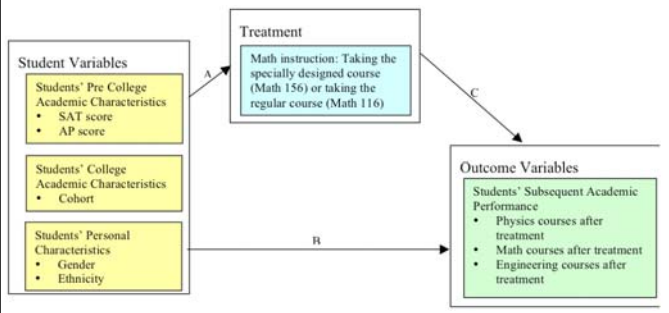 Student Variables
Students' Pre College
Academic Characteristics
• SAT score
• AP score
Students' College
Academic Characteristics
• Cohort
Students' Personal
Characteristics
• Gender
• Ethnicity
A
Treatment
Math instruction: Taking the
specially designed course
(Math 156) or taking the
regular course (Math 116)
C
B
Outcome Variables
Students' Subsequent Academic
Performance
• Physics courses after
treatment
• Math courses after treatment
• Engineering courses after
treatment